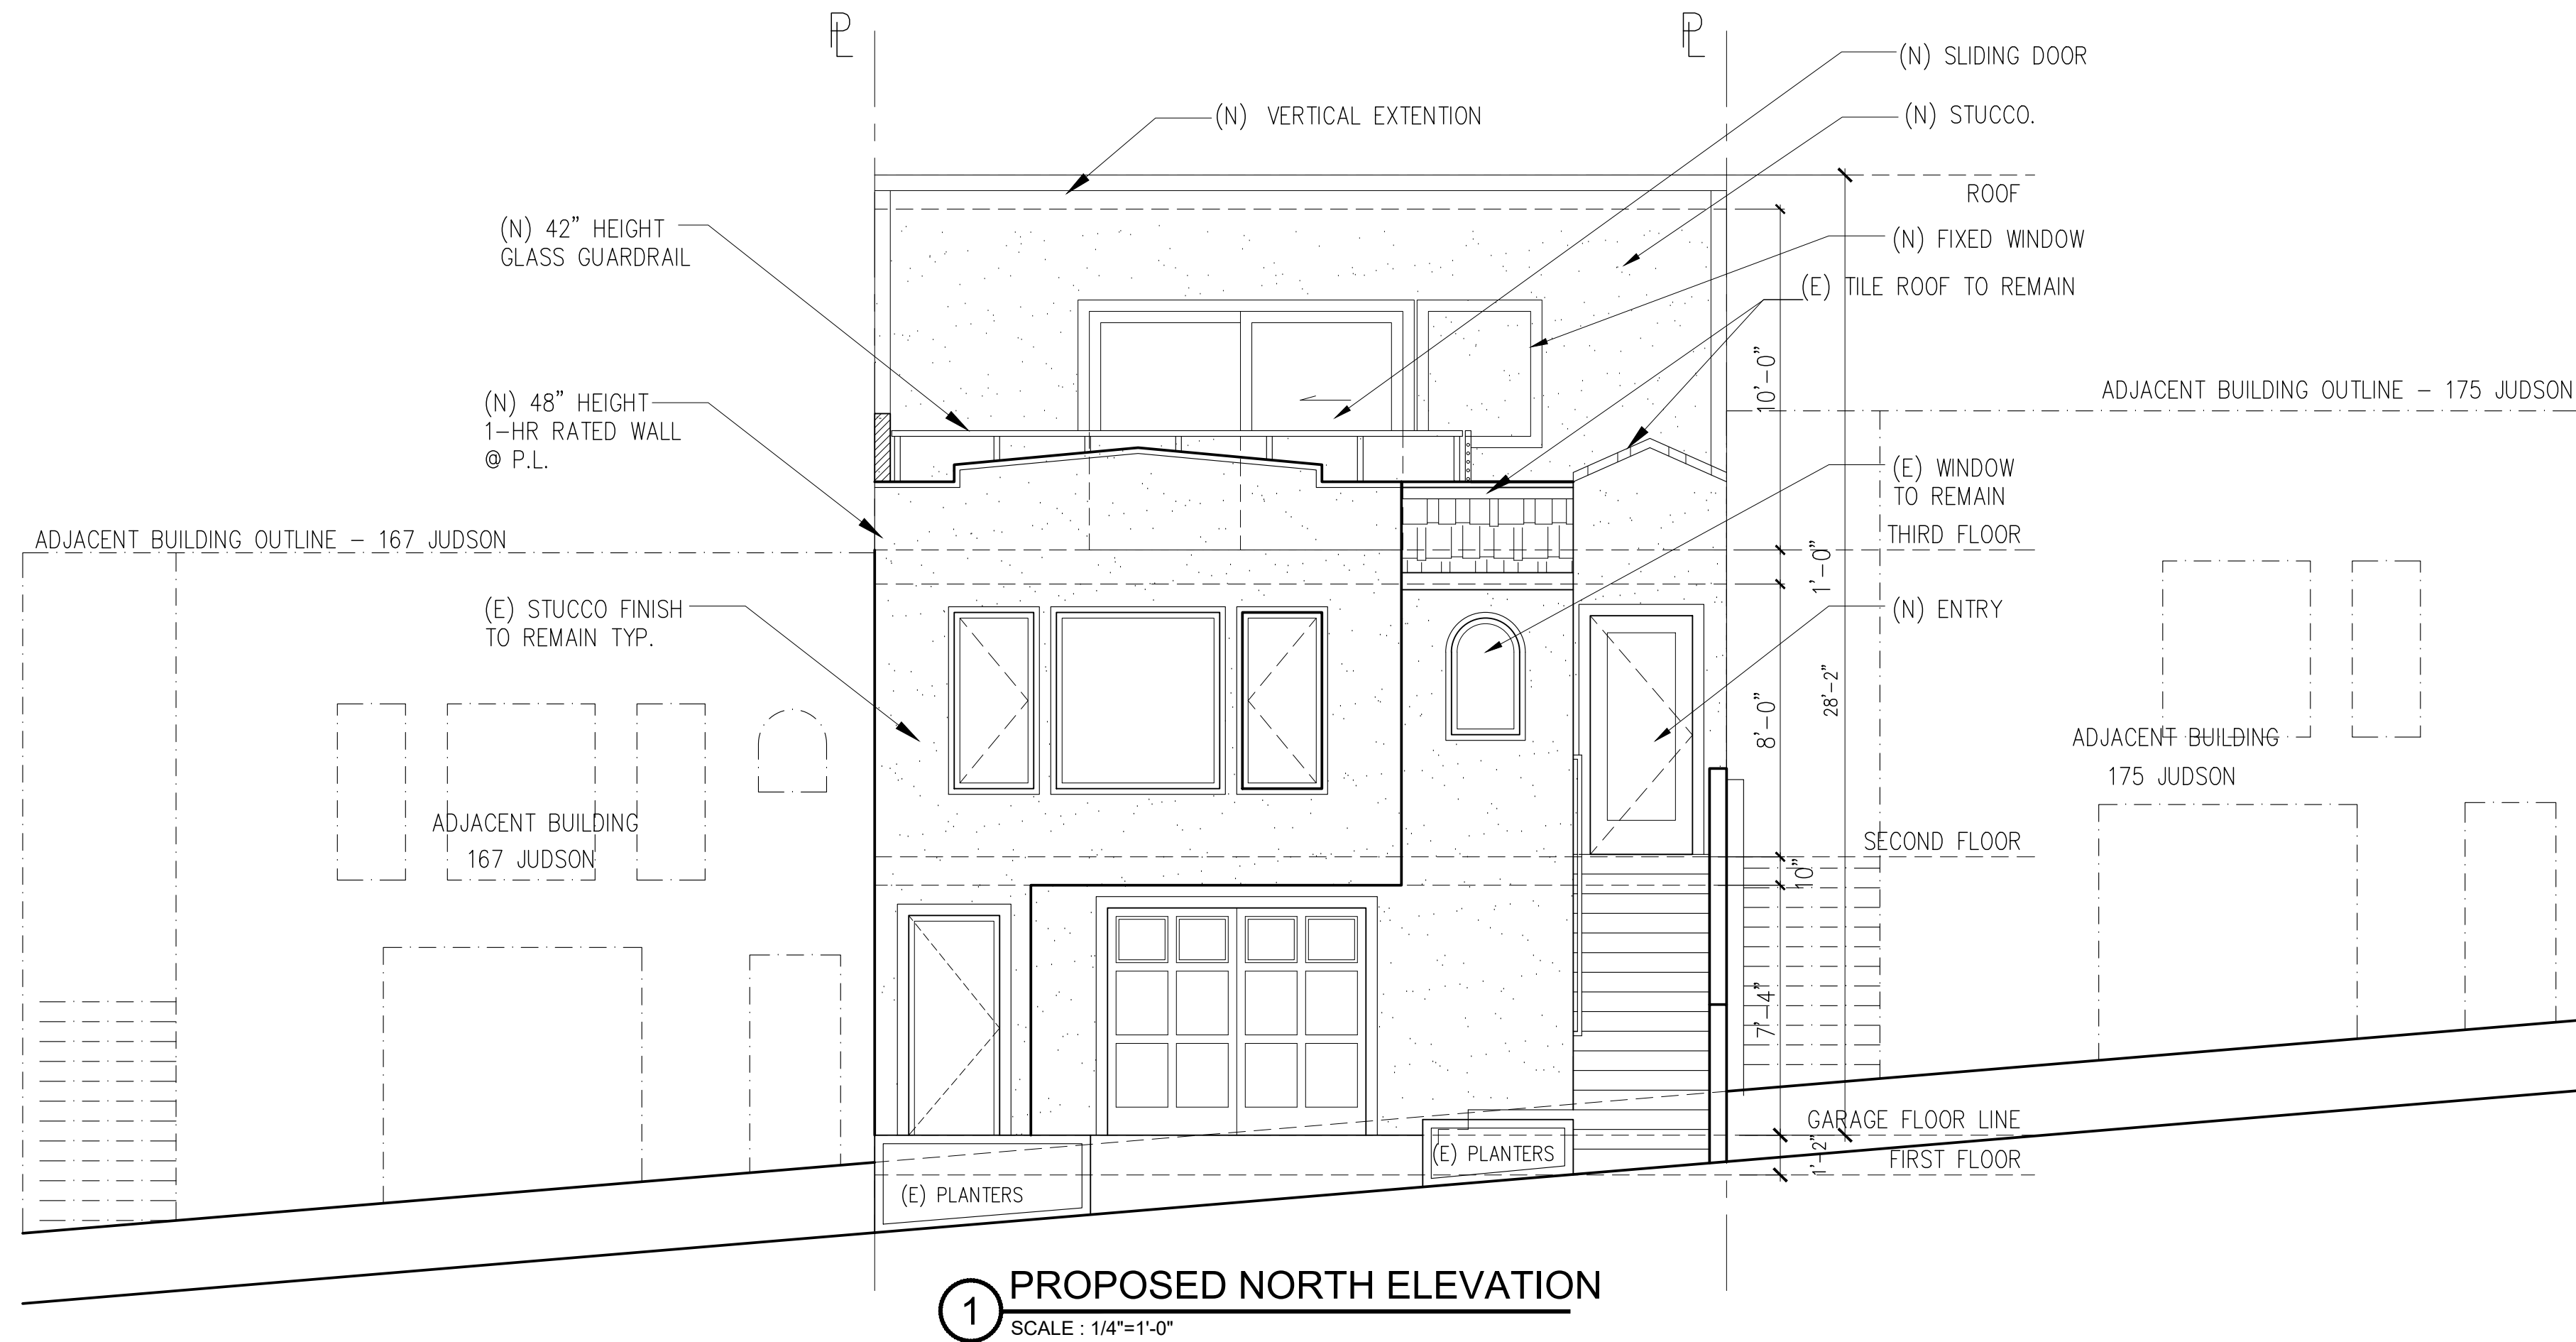 PL
PL
(N) SLIDING DOOR
(N) VERTICAL EXTENTION
(N) STUCCO.
ROOF
(N) 42” HEIGHT
GLASS GUARDRAIL
(N) FIXED WINDOW
(E) TILE ROOF TO REMAIN
10’-0”
ADJACENT BUILDING OUTLINE - 175 JUDSON
(N) 48” HEIGHT
1-HR RATED WALL
@ P.L.
(E) WINDOW
TO REMAIN
ADJACENT BUILDING OUTLINE - 167 JUDSON
THIRD FLOOR
1’-0”
(E) STUCCO FINISH
TO REMAIN TYP.
(N) ENTRY
28’-2”
8’-0”
ADJACENT BUILDING
175 JUDSON
ADJACENT BUILDING
167 JUDSON
SECOND FLOOR
10”
7’-4”
GARAGE FLOOR LINE
1’-2”
FIRST FLOOR
(E) PLANTERS
(E) PLANTERS
1
PROPOSED NORTH ELEVATION
SCALE : 1/4"=1'-0"